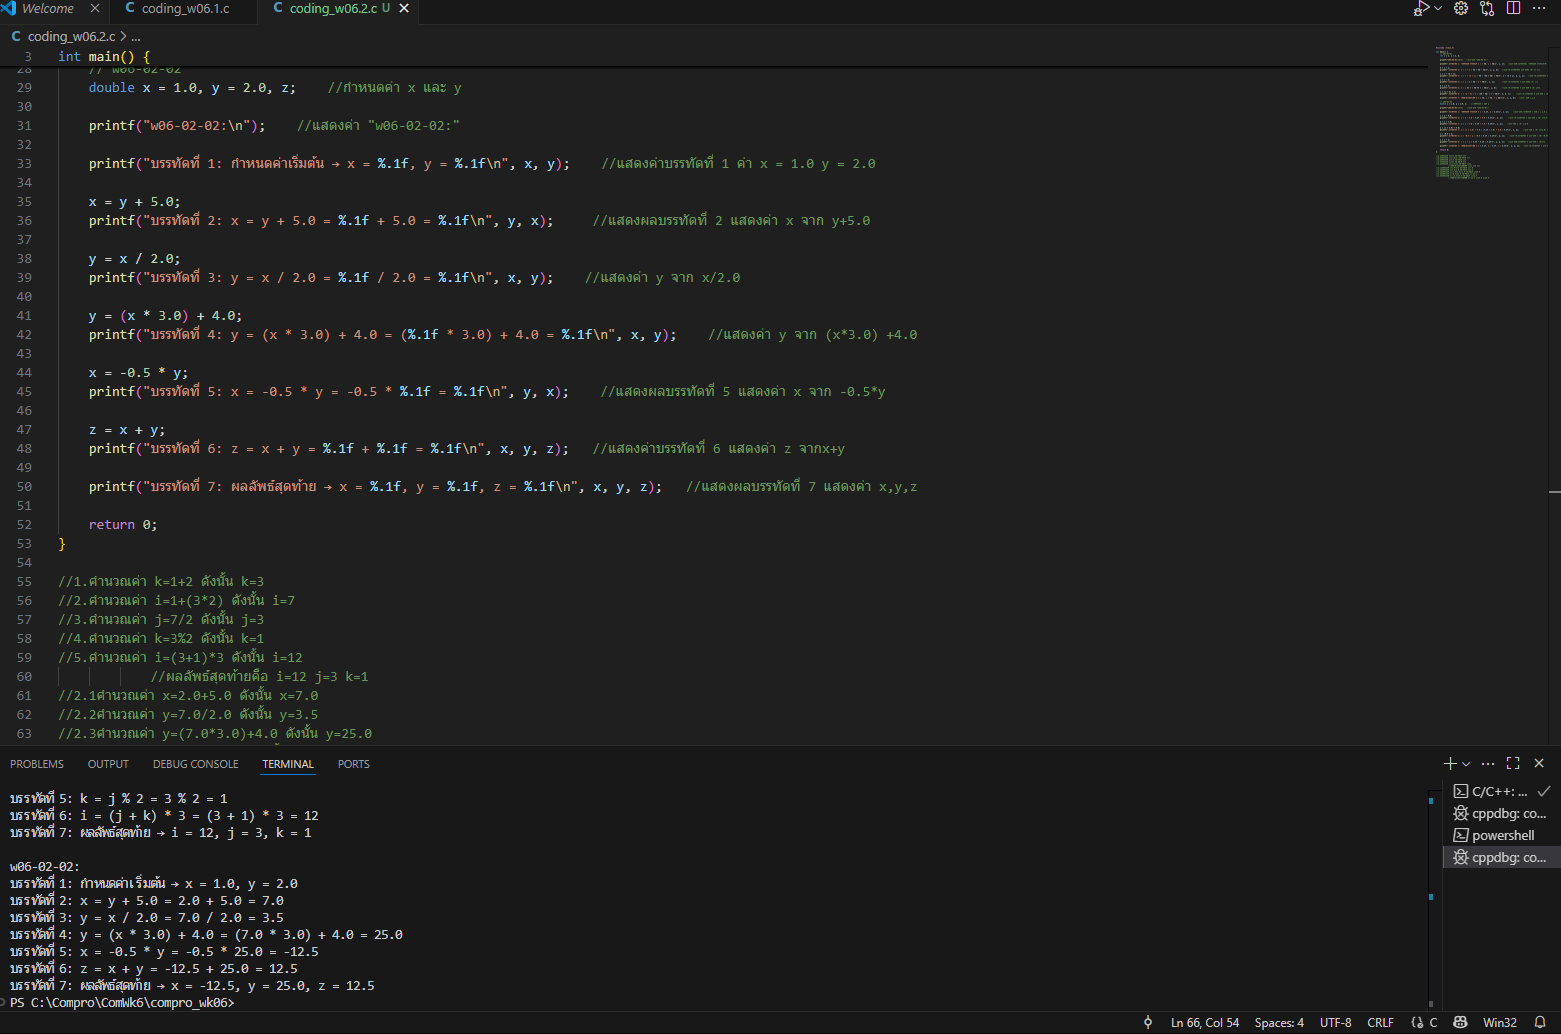 Welcome
coding_w06.1.c
coding_w06.2.c U
coding_w06.2.c > ...
3 int main() {
28 // w06-02-02
29 double x = 1.0, y = 2.0, z; //กำหนดค่า x และ y
30
31 printf("w06-02-02:\n"); //แสดงค่า "w06-02-02:"
32
33 printf("บรรทัดที่ 1: กำหนดค่าเริ่มต้น → x = %.1f, y = %.1f\n", x, y); //แสดงค่าบรรทัดที่ 1 ค่า x = 1.0 y = 2.0
34
35 x = y + 5.0;
36 printf("บรรทัดที่ 2: x = y + 5.0 = %.1f + 5.0 = %.1f\n", y, x); //แสดงผลบรรทัดที่ 2 แสดงค่า x จาก y+5.0
37
38 y = x / 2.0;
39 printf("บรรทัดที่ 3: y = x / 2.0 = %.1f / 2.0 = %.1f\n", x, y); //แสดงค่า y จาก x/2.0
40
41 y = (x * 3.0) + 4.0;
42 printf("บรรทัดที่ 4: y = (x * 3.0) + 4.0 = (%.1f * 3.0) + 4.0 = %.1f\n", x, y); //แสดงค่า y จาก (x*3.0) +4.0
43
44 x = -0.5 * y;
45 printf("บรรทัดที่ 5: x = -0.5 * y = -0.5 * %.1f = %.1f\n", y, x); //แสดงผลบรรทัดที่ 5 แสดงค่า x จาก -0.5*y
46
47 z = x + y;
48 printf("บรรทัดที่ 6: z = x + y = %.1f + %.1f = %.1f\n", x, y, z); //แสดงค่าบรรทัดที่ 6 แสดงค่า z จากx+y
49
50 printf("บรรทัดที่ 7: ผลลัพธ์สุดท้าย → x = %.1f, y = %.1f, z = %.1f\n", x, y, z); //แสดงผลบรรทัดที่ 7 แสดงค่า x,y,z
51
52 return 0;
53 }
54
55 //1.คำนวณค่า k=1+2 ดังนั้น k=3
56 //2.คำนวณค่า i=1+(3*2) ดังนั้น i=7
57 //3.คำนวณค่า j=7/2 ดังนั้น j=3
58 //4.คำนวณค่า k=3%2 ดังนั้น k=1
59 //5.คำนวณค่า i=(3+1)*3 ดังนั้น i=12
60 //ผลลัพธ์สุดท้ายคือ i=12 j=3 k=1
61 //2.1คำนวณค่า x=2.0+5.0 ดังนั้น x=7.0
62 //2.2คำนวณค่า y=7.0/2.0 ดังนั้น y=3.5
63 //2.3คำนวณค่า y=(7.0*3.0)+4.0 ดังนั้น y=25.0
PROBLEMS OUTPUT DEBUG CONSOLE TERMINAL PORTS
บรรทัดที่ 5: k = j % 2 = 3 % 2 = 1
บรรทัดที่ 6: i = (j + k) * 3 = (3 + 1) * 3 = 12
บรรทัดที่ 7: ผลลัพธ์สุดท้าย → i = 12, j = 3, k = 1
w06-02-02:
บรรทัดที่ 1: กำหนดค่าเริ่มต้น → x = 1.0, y = 2.0
บรรทัดที่ 2: x = y + 5.0 = 2.0 + 5.0 = 7.0
บรรทัดที่ 3: y = x / 2.0 = 7.0 / 2.0 = 3.5
บรรทัดที่ 4: y = (x * 3.0) + 4.0 = (7.0 * 3.0) + 4.0 = 25.0
บรรทัดที่ 5: x = -0.5 * y = -0.5 * 25.0 = -12.5
บรรทัดที่ 6: z = x + y = -12.5 + 25.0 = 12.5
บรรทัดที่ 7: ผลลัพธ์สุดท้าย → x = -12.5, y = 25.0, z = 12.5
PS C:\Compro\ComWk6\compro_wk06>
C/C++: ...
cppdbg: co...
powershell
cppdbg: co...
Ln 66, Col 54 Spaces: 4 UTF-8 CRLF {} C Win32